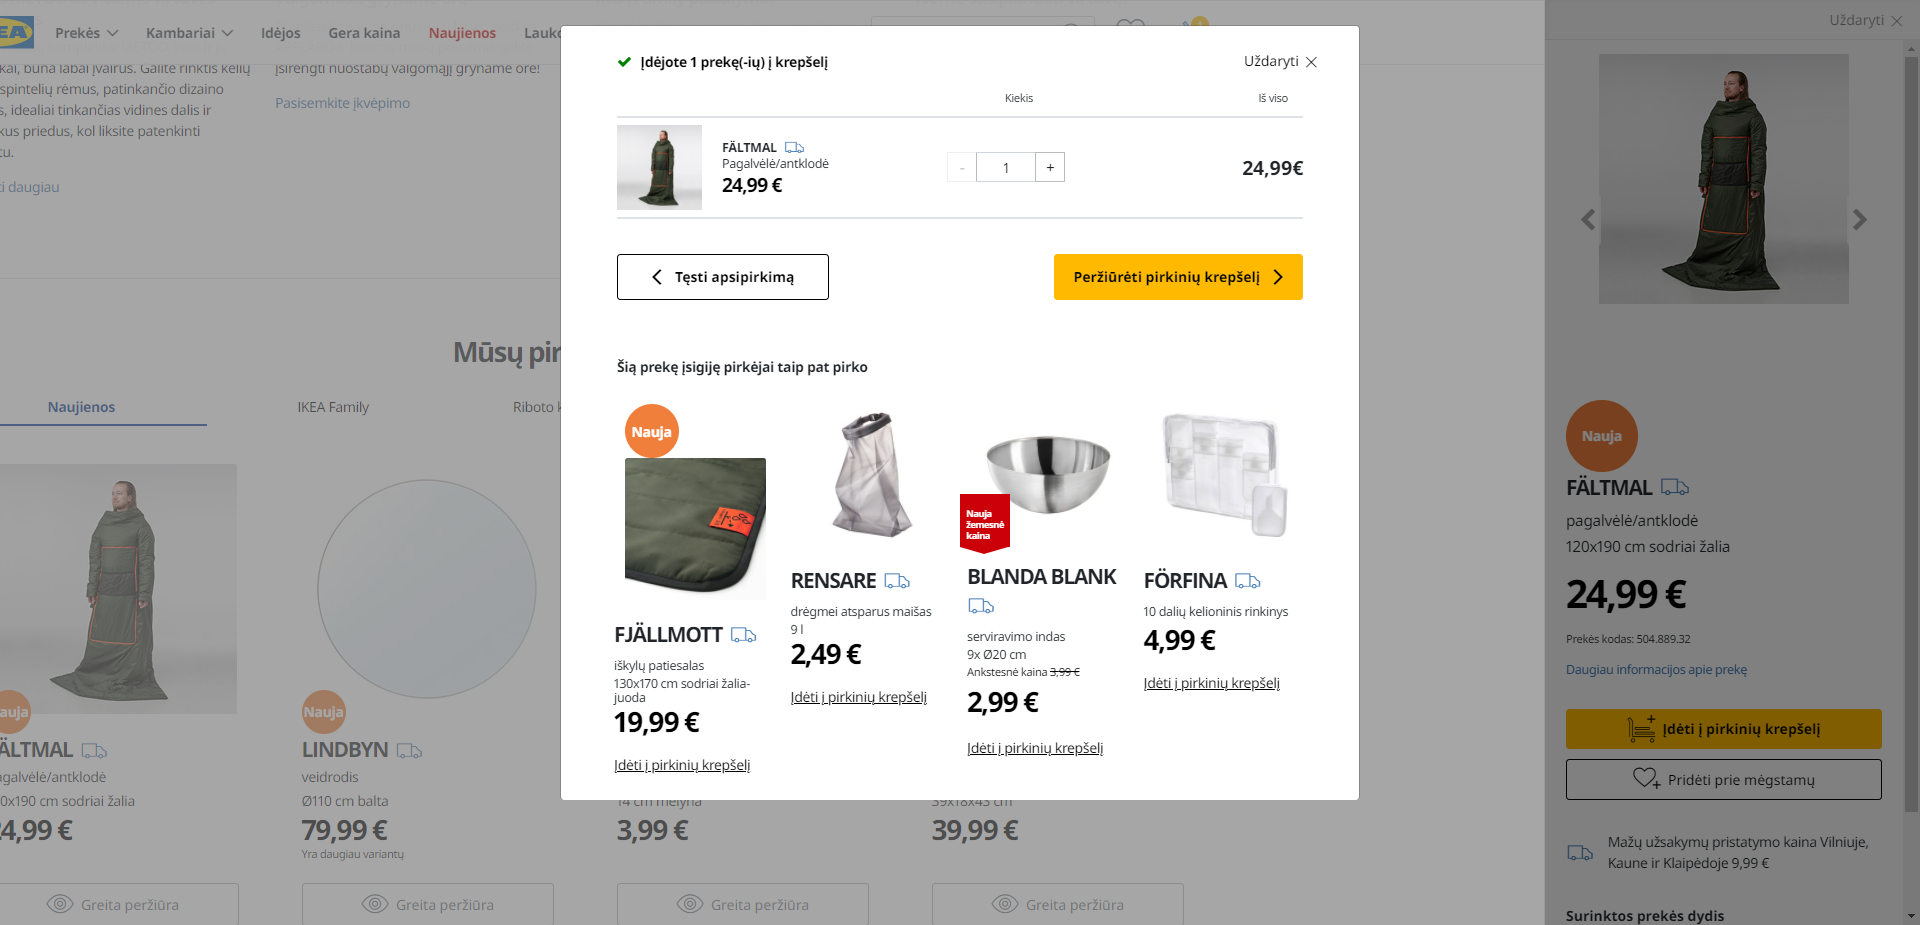 EA
Prekės
Kambariai
Idėjos
Gera kaina
Naujienos
Lauko
1
Uždaryti
kai, būna labai įvairūs. Galite rinktis kelių
spintelių rėmus, patinkančio dizaino
s, idealiai tinkančias vidines dalis ir
kus priedus, kol liksite patenkinti
tu.
ti daugiau
įsirengti nuostabų valgomąjį gryname ore!
Pasisemkite įkvėpimo
Mūsų pir
Naujienos
IKEA Family
Riboto k
Įdėjote 1 prekę(-ių) į krepšelį
Uždaryti
Kiekis
Iš viso
FÄLTMAL
Pagalvėlė/antklodė
24,99 €
-
1
+
24.99€
Tęsti apsipirkimą
Peržiūrėti pirkinių krepšelį
Šią prekę įsigiję pirkėjai taip pat pirko
Nauja
FJÄLLMOTT
iškylų patiesalas
130x170 cm sodriai žalia-
juoda
19,99 €
Įdėti į pirkinių krepšelį
RENSARE
drėgmei atsparus maišas
9 l
2,49 €
Įdėti į pirkinių krepšelį
Nauja
žemesnė
kaina
BLANDA BLANK
serviravimo indas
9x Ø20 cm
Ankstesnė kaina 3,99 €
2,99 €
Įdėti į pirkinių krepšelį
FÖRFINA
10 dalių kelioninis rinkinys
4,99 €
Įdėti į pirkinių krepšelį
auja
ÄLTMAL
agalvėlė/antklodė
0x190 cm sodriai žalia
24,99 €
Greita peržiūra
Nauja
LINDBYN
veidrodis
Ø110 cm balta
79,99 €
Yra daugiau variantų
Greita peržiūra
14 cm mėlyna
3,99 €
Greita peržiūra
39x18x43 cm
39,99 €
Greita peržiūra
Nauja
FÄLTMAL
pagalvėlė/antklodė
120x190 cm sodriai žalia
24,99 €
Prekės kodas: 504.889.32
Daugiau informacijos apie prekę
Įdėti į pirkinių krepšelį
Pridėti prie mėgstamų
Mažų užsakymų pristatymo kaina Vilniuje,
Kaune ir Klaipėdoje 9,99 €
Surinktos prekės dydis